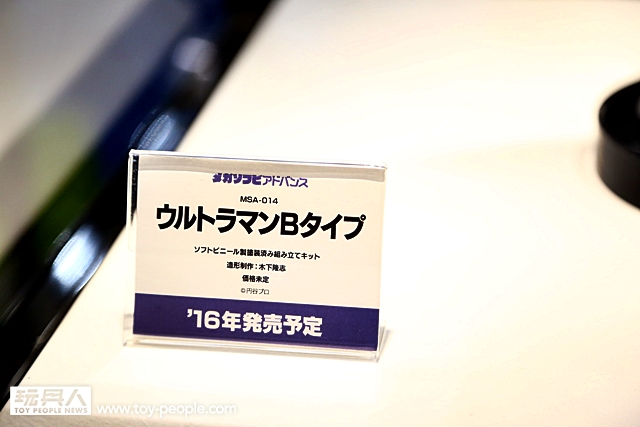 メガソフビアドバンス
MSA-014
ウルトラマンBタイプ
ソフトビニール製塗装済み組み立てキット
造形制作：木下隆志
価格未定
©円谷プロ
'16年発売予定
玩具人
TOY PEOPLE NEWS
www.toy-people.com